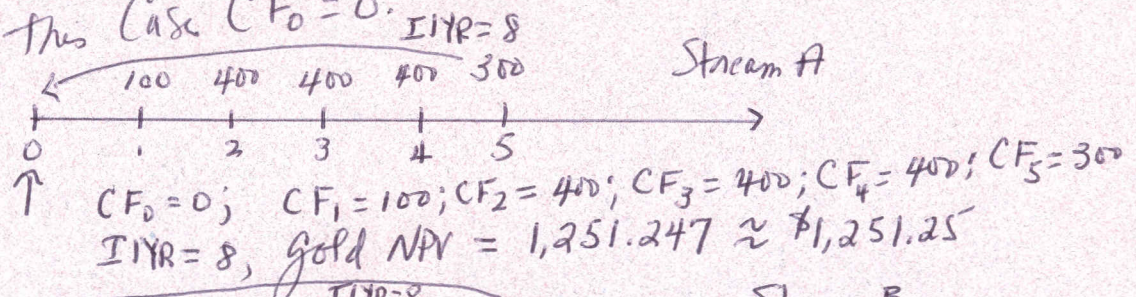 This Case CF₀ = 0. I/YR = 8
100 400 400 400 300 Stream A
0 1 2 3 4 5
CF₀ = 0; CF₁ = 100; CF₂ = 400; CF₃ = 400; CF₄ = 400; CF₅ = 300
I/YR = 8, gold NPV = 1,251.247 ≈ $1,251.25
I/YR=8